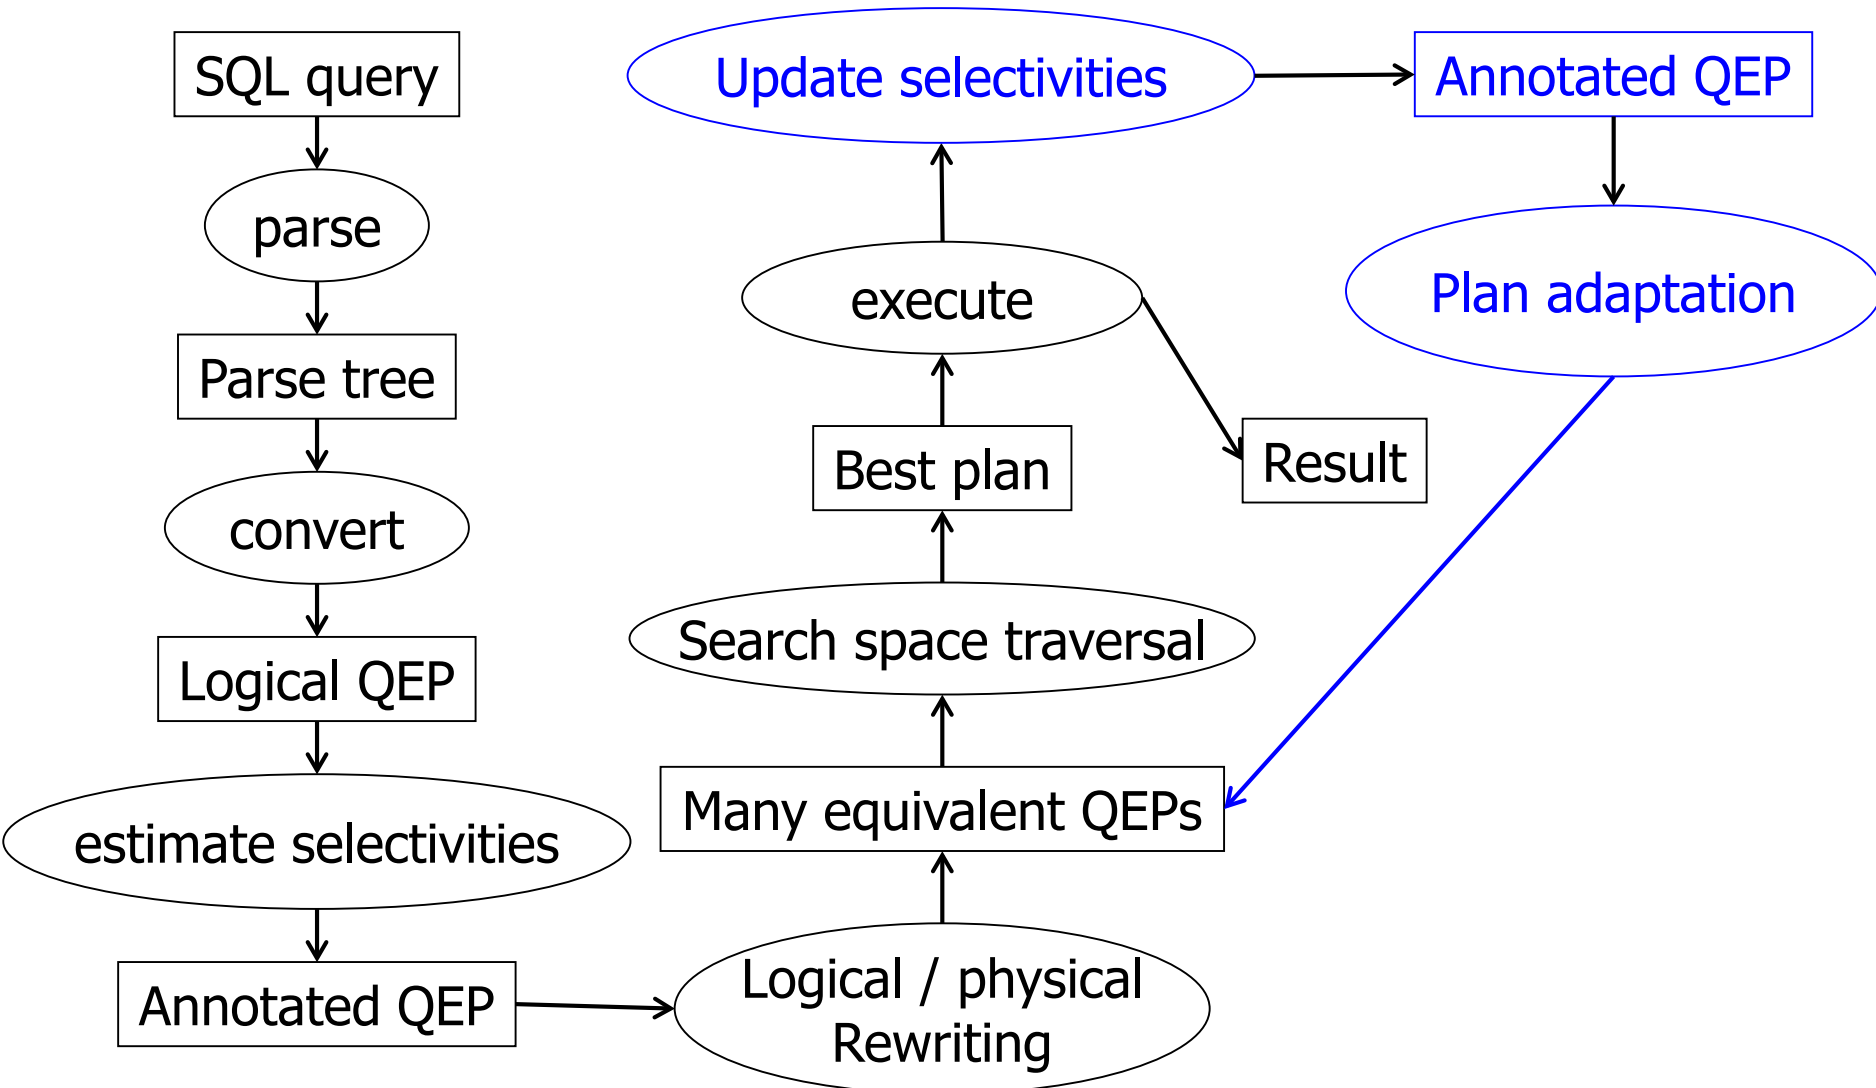 SQL query
parse
Parse tree
convert
Logical QEP
estimate selectivities
Annotated QEP
Logical / physical
Rewriting
Many equivalent QEPs
Search space traversal
Best plan
execute
Result
Update selectivities
Annotated QEP
Plan adaptation